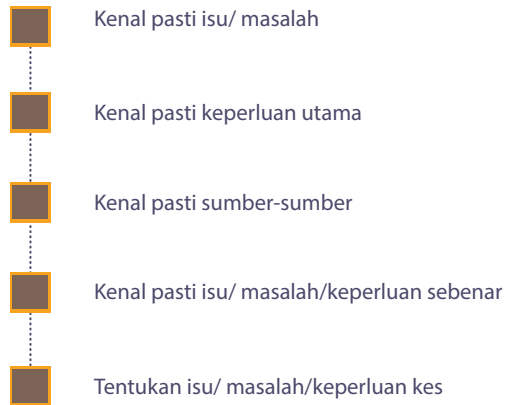 Kenal pasti isu/ masalah
Kenal pasti keperluan utama
Kenal pasti sumber-sumber
Kenal pasti isu/ masalah/keperluan sebenar
Tentukan isu/ masalah/keperluan kes